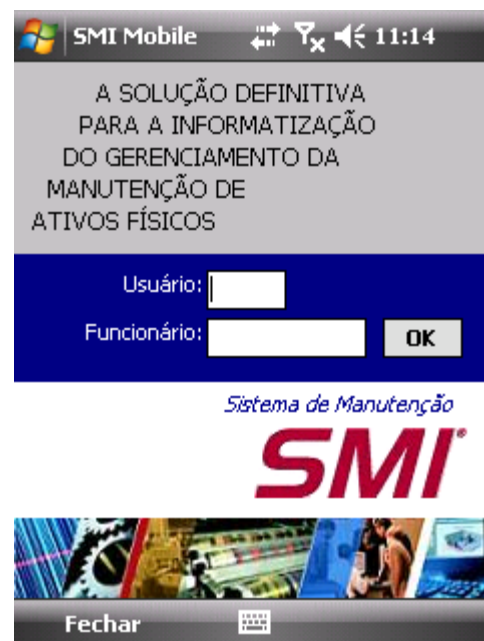 SMI Mobile 11:14
A SOLUÇÃO DEFINITIVA
PARA A INFORMATIZAÇÃO
DO GERENCIAMENTO DA
MANUTENÇÃO DE
ATIVOS FÍSICOS
Usuário:
Funcionário: OK
Sistema de Manutenção
SMI®
Fechar